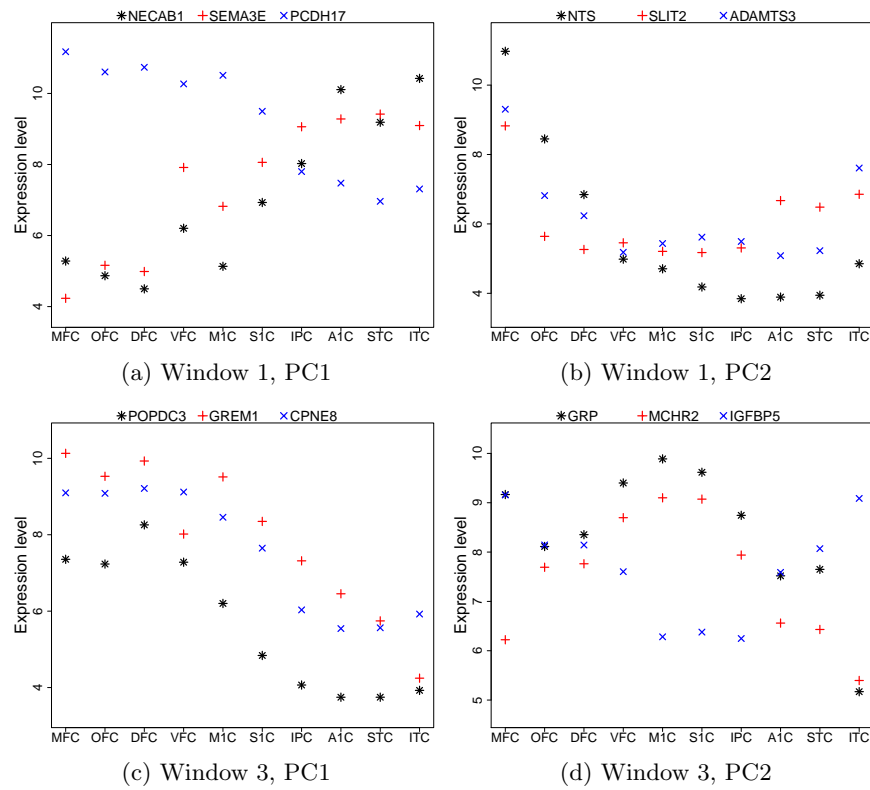 NECAB1 SEMA3E PCDH17
Expression level
4 6 8 10
MFC OFC DFC VFC M1C S1C IPC A1C STC ITC
(a) Window 1, PC1
NTS SLIT2 ADAMTS3
Expression level
4 6 8 10
MFC OFC DFC VFC M1C S1C IPC A1C STC ITC
(b) Window 1, PC2
POPDC3 GREM1 CPNE8
Expression level
4 6 8 10
MFC OFC DFC VFC M1C S1C IPC A1C STC ITC
(c) Window 3, PC1
GRP MCHR2 IGFBP5
Expression level
5 6 7 8 9 10
MFC OFC DFC VFC M1C S1C IPC A1C STC ITC
(d) Window 3, PC2